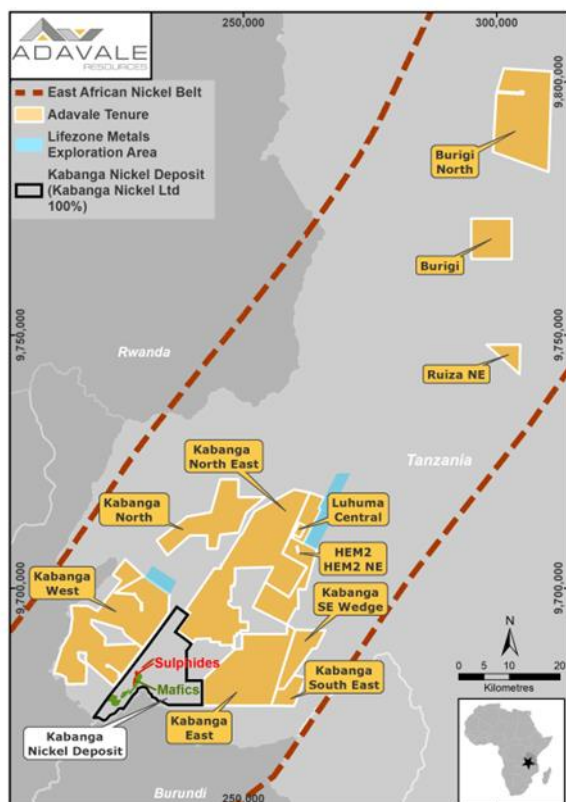 ADAVALE
RESOURCES
East African Nickel Belt
Adavale Tenure
Lifezone Metals
Exploration Area
Kabanga Nickel Deposit
(Kabanga Nickel Ltd
100%)
250,000
300,000
9,800,000
Burigi
North
Burigi
9,750,000
9,750,000
Ruiza NE
Rwanda
Tanzania
Kabanga
North East
Kabanga
North
Luhuma
Central
HEM2
HEM2 NE
Kabanga
West
Kabanga
SE Wedge
9,700,000
9,700,000
Sulphides
Mafics
Kabanga
South East
Kabanga
Nickel Deposit
Kabanga
East
N
0 5 10 15 20
Kilometres
Burundi
250,000